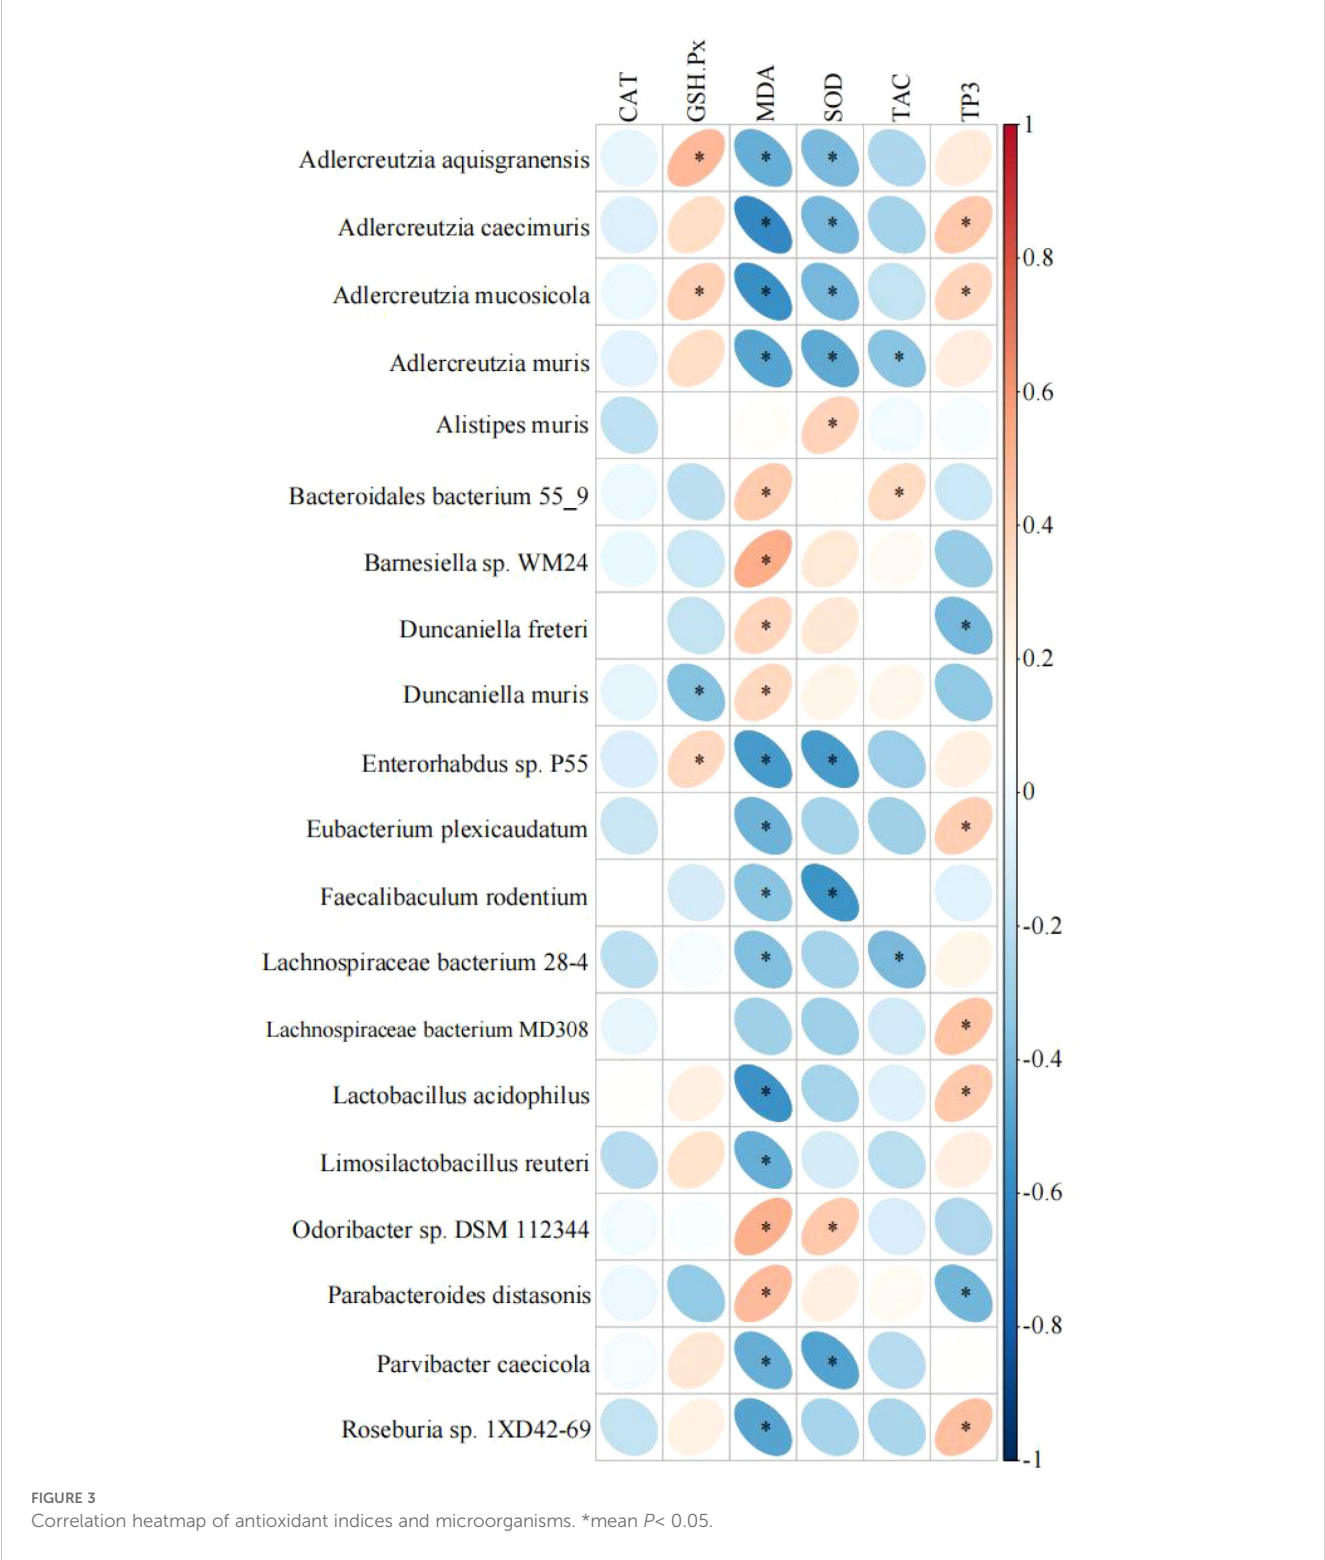 CAT
GSH.Px
MDA
SOD
TAC
TP3
Adlercreutzia aquisgranensis * * *
Adlercreutzia caecimuris * * *
Adlercreutzia mucosicola * * * *
Adlercreutzia muris * * *
Alistipes muris *
Bacteroidales bacterium 55_9 * *
Barnesiella sp. WM24 *
Duncaniella freteri * *
Duncaniella muris * *
Enterorhabdus sp. P55 * * *
Eubacterium plexicaudatum * *
Faecalibaculum rodentium * *
Lachnospiraceae bacterium 28-4 * *
Lachnospiraceae bacterium MD308 *
Lactobacillus acidophilus * *
Limosilactobacillus reuteri *
Odoribacter sp. DSM 112344 * *
Parabacteroides distasonis * *
Parvibacter caecicola * *
Roseburia sp. 1XD42-69 * *
1
0.8
0.6
0.4
0.2
0
-0.2
-0.4
-0.6
-0.8
-1
FIGURE 3
Correlation heatmap of antioxidant indices and microorganisms. *mean P< 0.05.